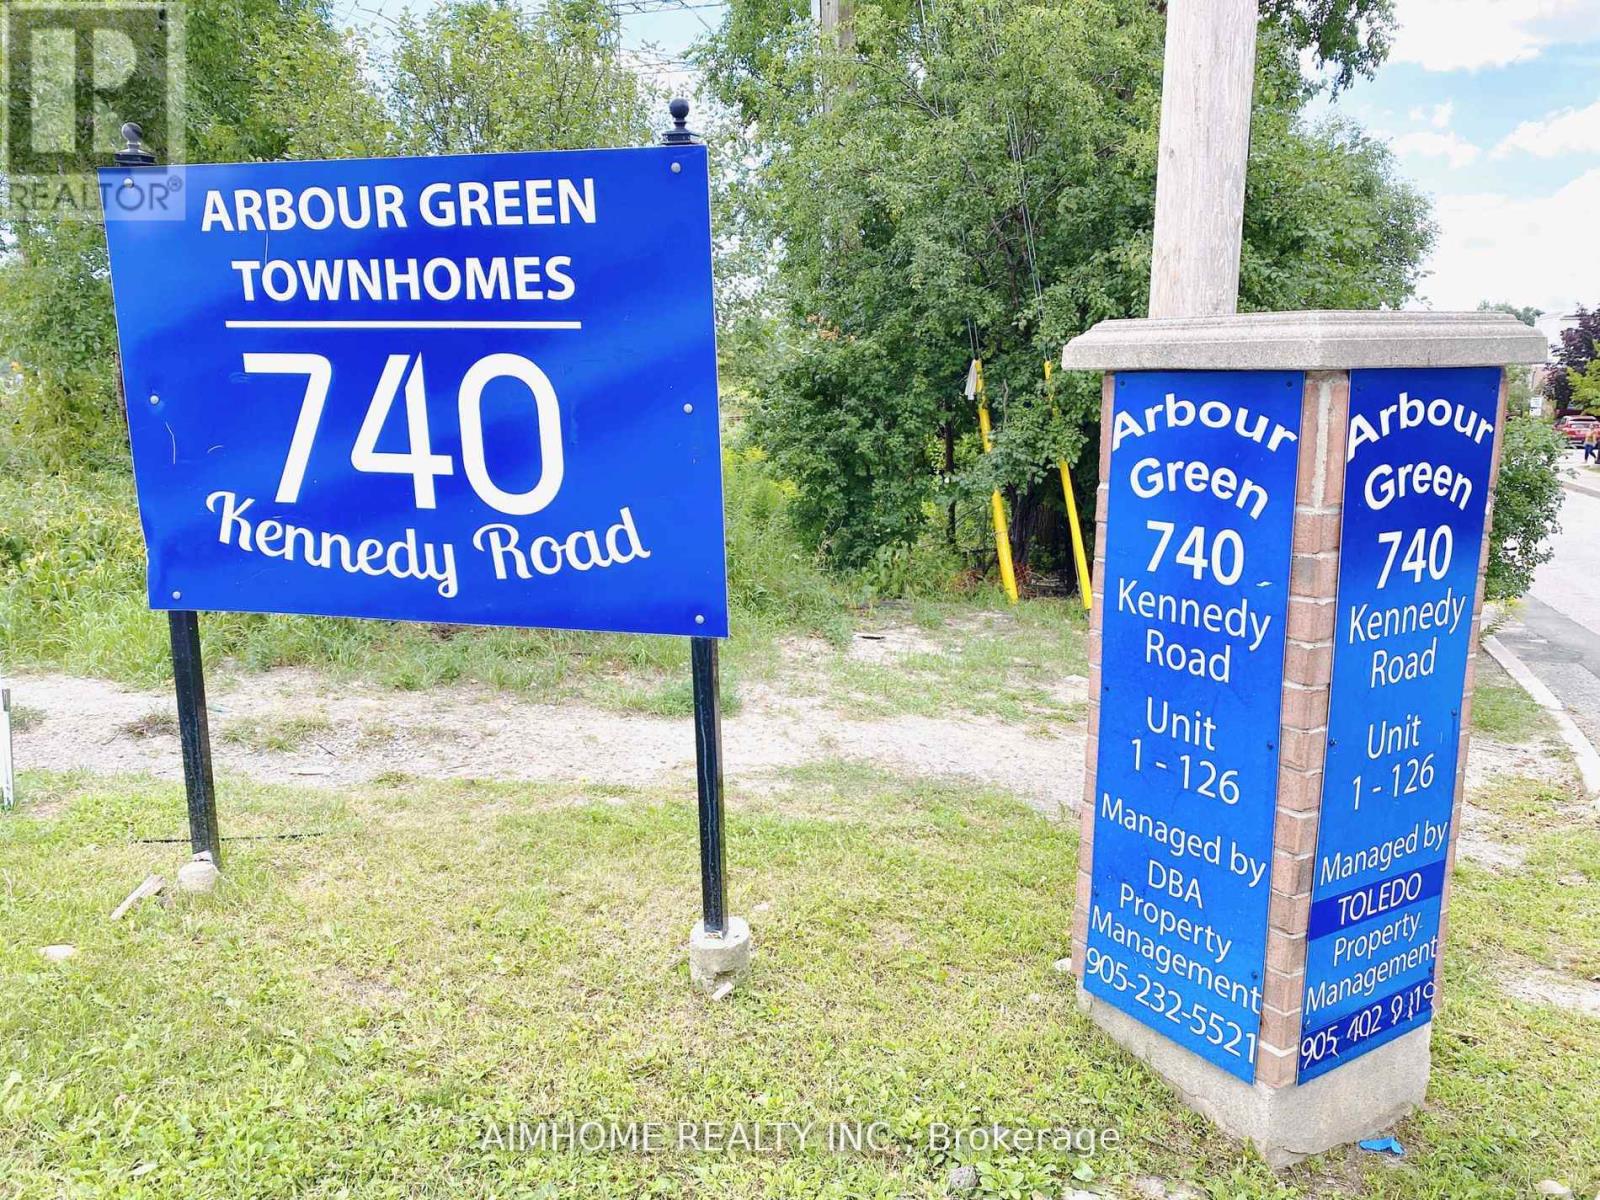 REALTOR®
ARBOUR GREEN
TOWNHOMES
740
Kennedy Road
Arbour
Green
740
Kennedy
Road
Unit
1 - 126
Managed by
DBA
Property
Management
905-232-5521
Arbour
Green
740
Kennedy
Road
Unit
1 - 126
Managed by
TOLEDO
Property
Management
905
AIMHOME REALTY INC., Brokerage